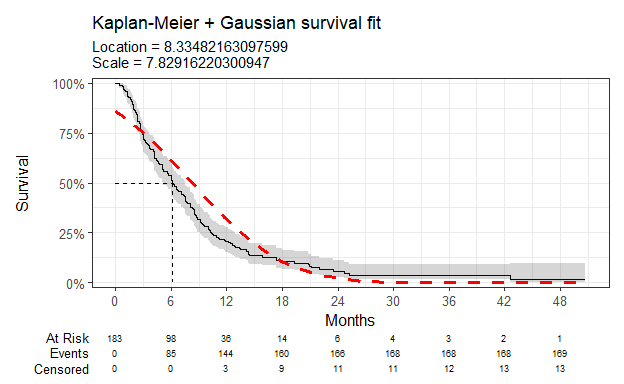 Kaplan-Meier + Gaussian survival fit
Location = 8.33482163097599
Scale = 7.82916220300947
100%
75%
50%
25%
0%
Survival
0 6 12 18 24 30 36 42 48
Months
At Risk 183 98 36 14 6 4 3 2 1
Events 0 85 144 160 166 168 168 168 169
Censored 0 0 3 9 11 11 12 13 13